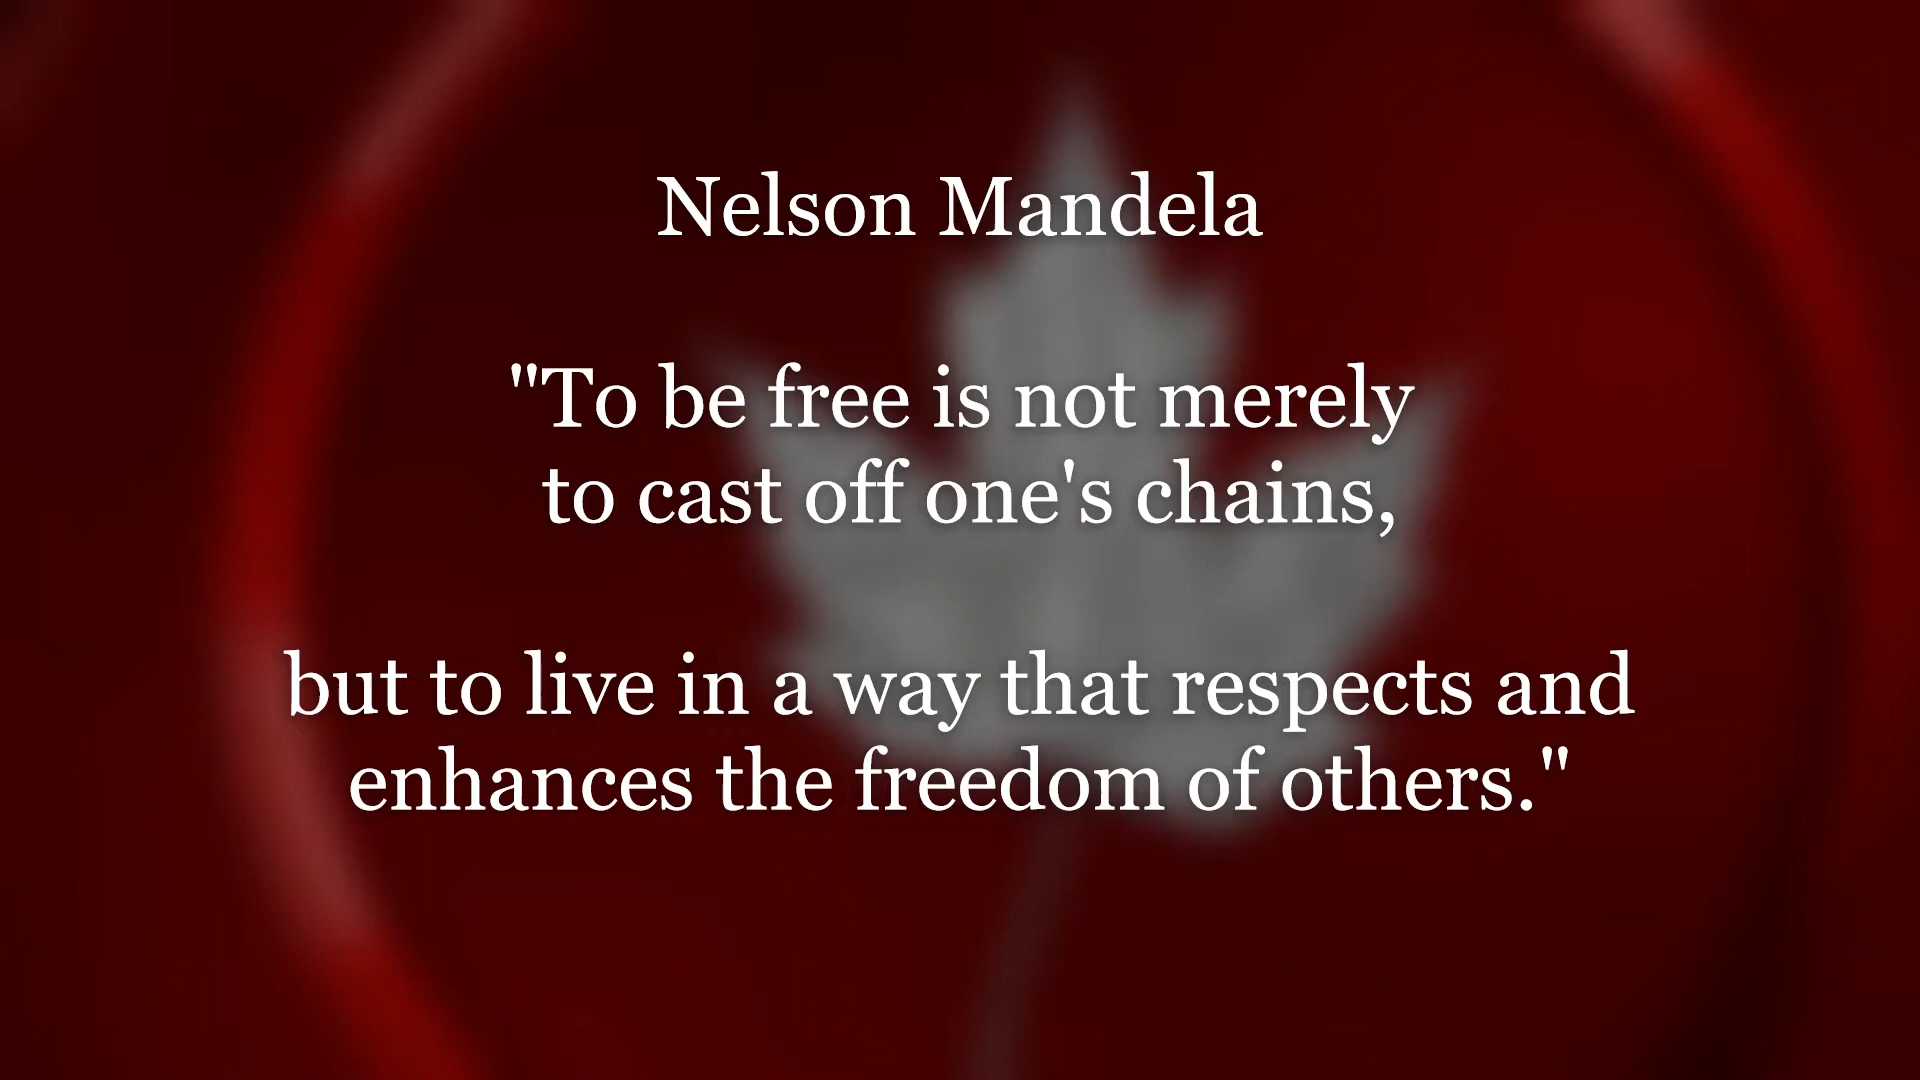 Nelson Mandela
"To be free is not merely
to cast off one's chains,
but to live in a way that respects and
enhances the freedom of others."